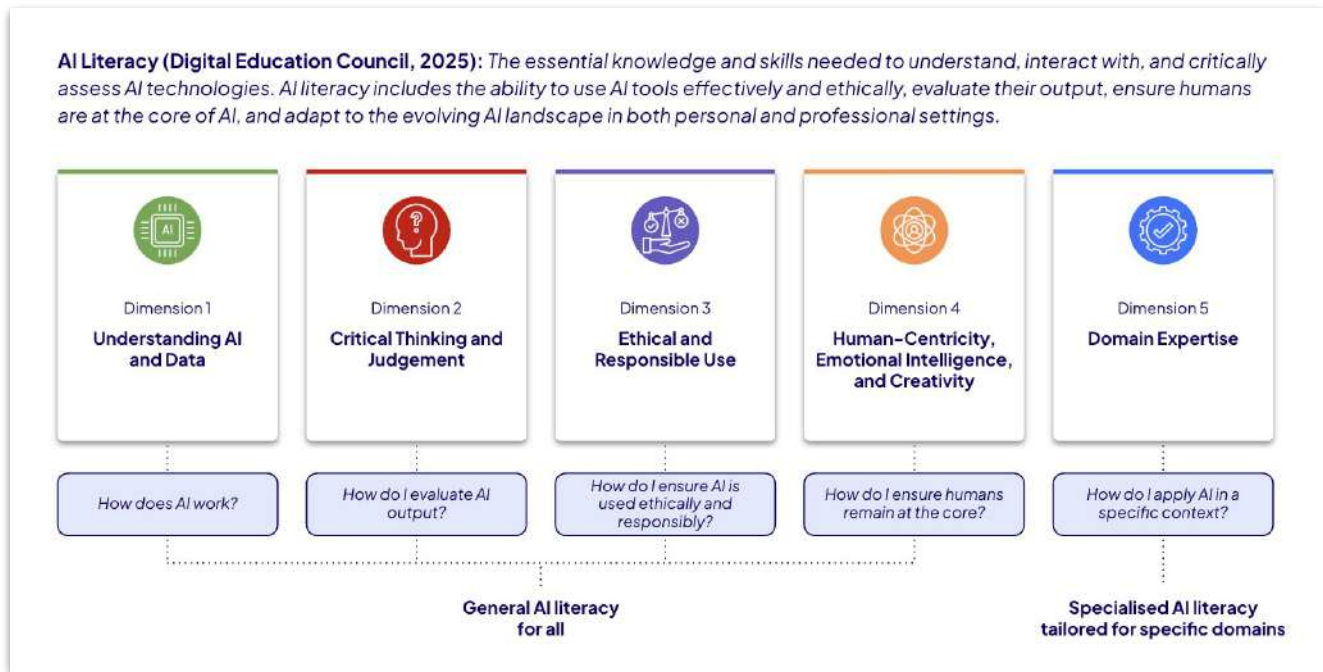 AI Literacy (Digital Education Council, 2025): The essential knowledge and skills needed to understand, interact with, and critically
assess AI technologies. AI literacy includes the ability to use AI tools effectively and ethically, evaluate their output, ensure humans
are at the core of AI, and adapt to the evolving AI landscape in both personal and professional settings.
AI
Dimension 1
Understanding AI
and Data
How does AI work?
?
Dimension 2
Critical Thinking and
Judgement
How do I evaluate AI
output?
Dimension 3
Ethical and
Responsible Use
How do I ensure AI is
used ethically and
responsibly?
Dimension 4
Human-Centricity,
Emotional Intelligence,
and Creativity
How do I ensure humans
remain at the core?
Dimension 5
Domain Expertise
How do I apply AI in a
specific context?
General AI literacy
for all
Specialised AI literacy
tailored for specific domains